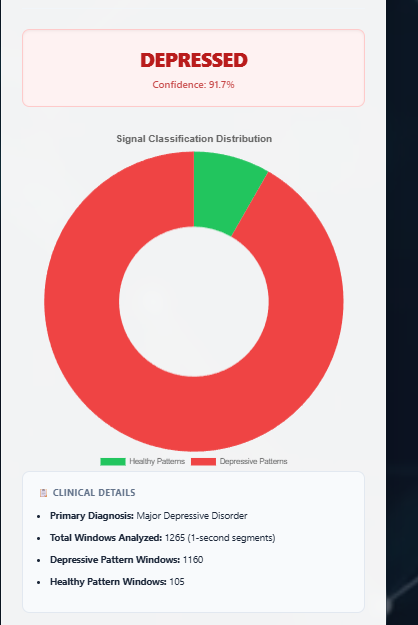 DEPRESSED
Confidence: 91.7%
Signal Classification Distribution
Healthy Patterns Depressive Patterns
CLINICAL DETAILS
Primary Diagnosis: Major Depressive Disorder
Total Windows Analyzed: 1265 (1-second segments)
Depressive Pattern Windows: 1160
Healthy Pattern Windows: 105